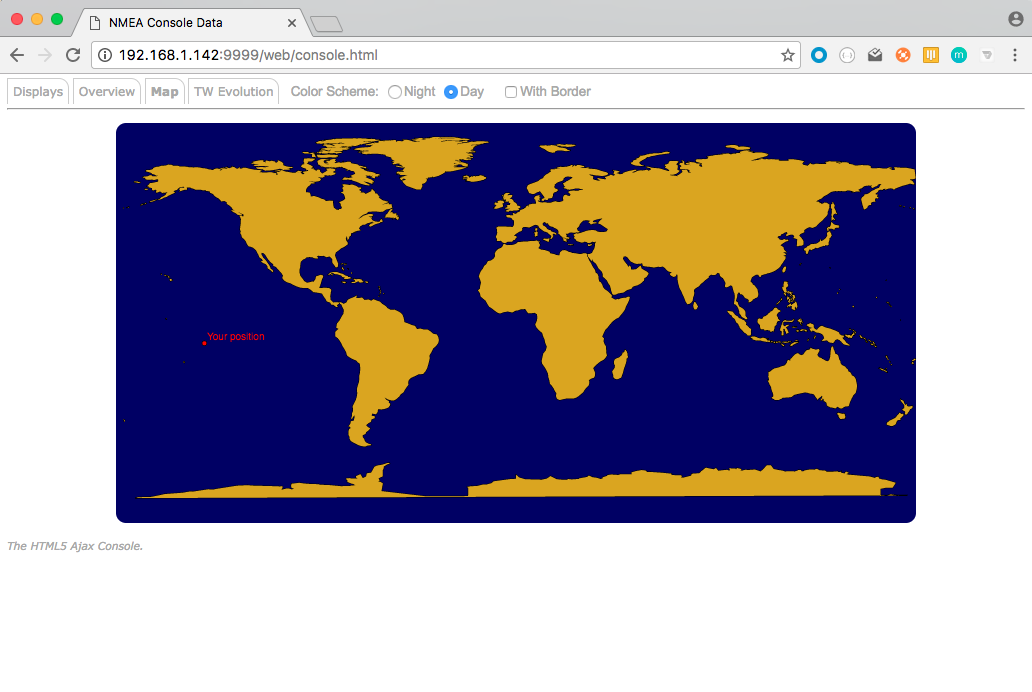 NMEA Console Data
192.168.1.142:9999/web/console.html
Displays Overview Map TW Evolution Color Scheme: Night Day With Border
Your position
The HTML5 Ajax Console.